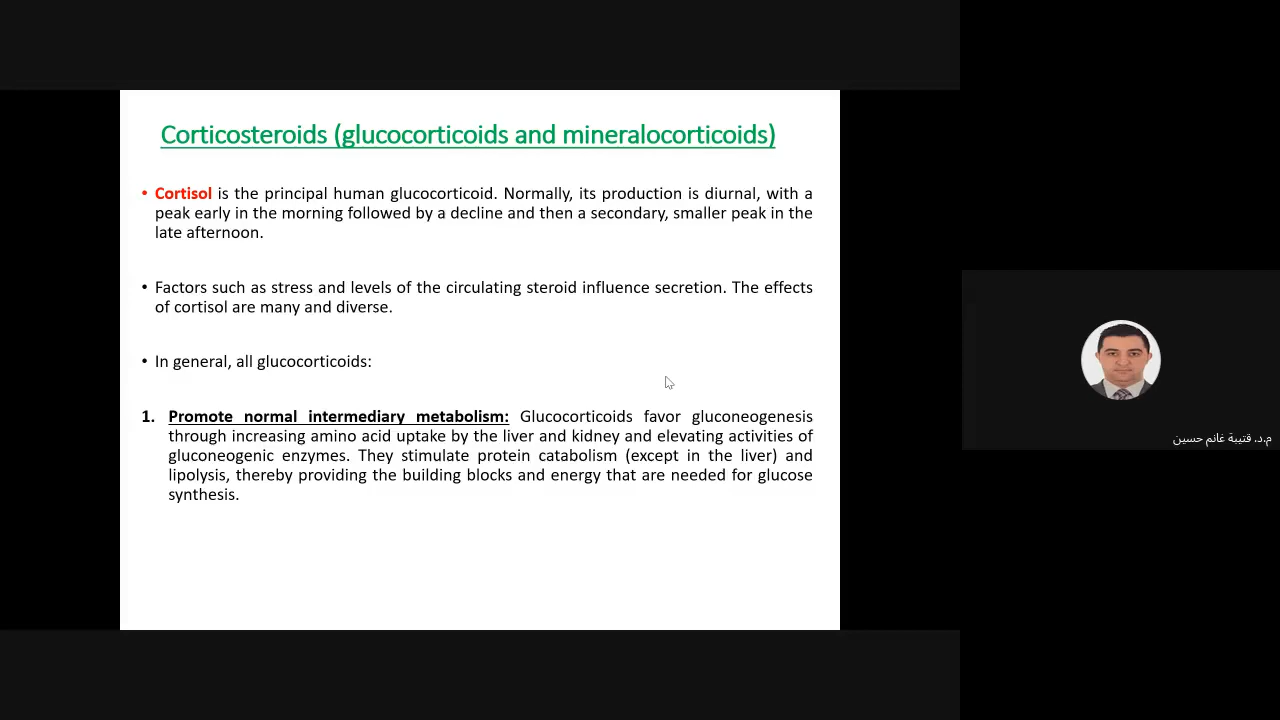 Corticosteroids (glucocorticoids and mineralocorticoids)
• Cortisol is the principal human glucocorticoid. Normally, its production is diurnal, with a
peak early in the morning followed by a decline and then a secondary, smaller peak in the
late afternoon.
• Factors such as stress and levels of the circulating steroid influence secretion. The effects
of cortisol are many and diverse.
• In general, all glucocorticoids:
1. Promote normal intermediary metabolism: Glucocorticoids favor gluconeogenesis
through increasing amino acid uptake by the liver and kidney and elevating activities of
gluconeogenic enzymes. They stimulate protein catabolism (except in the liver) and
lipolysis, thereby providing the building blocks and energy that are needed for glucose
synthesis.
م.د. قتيبة غانم حسين